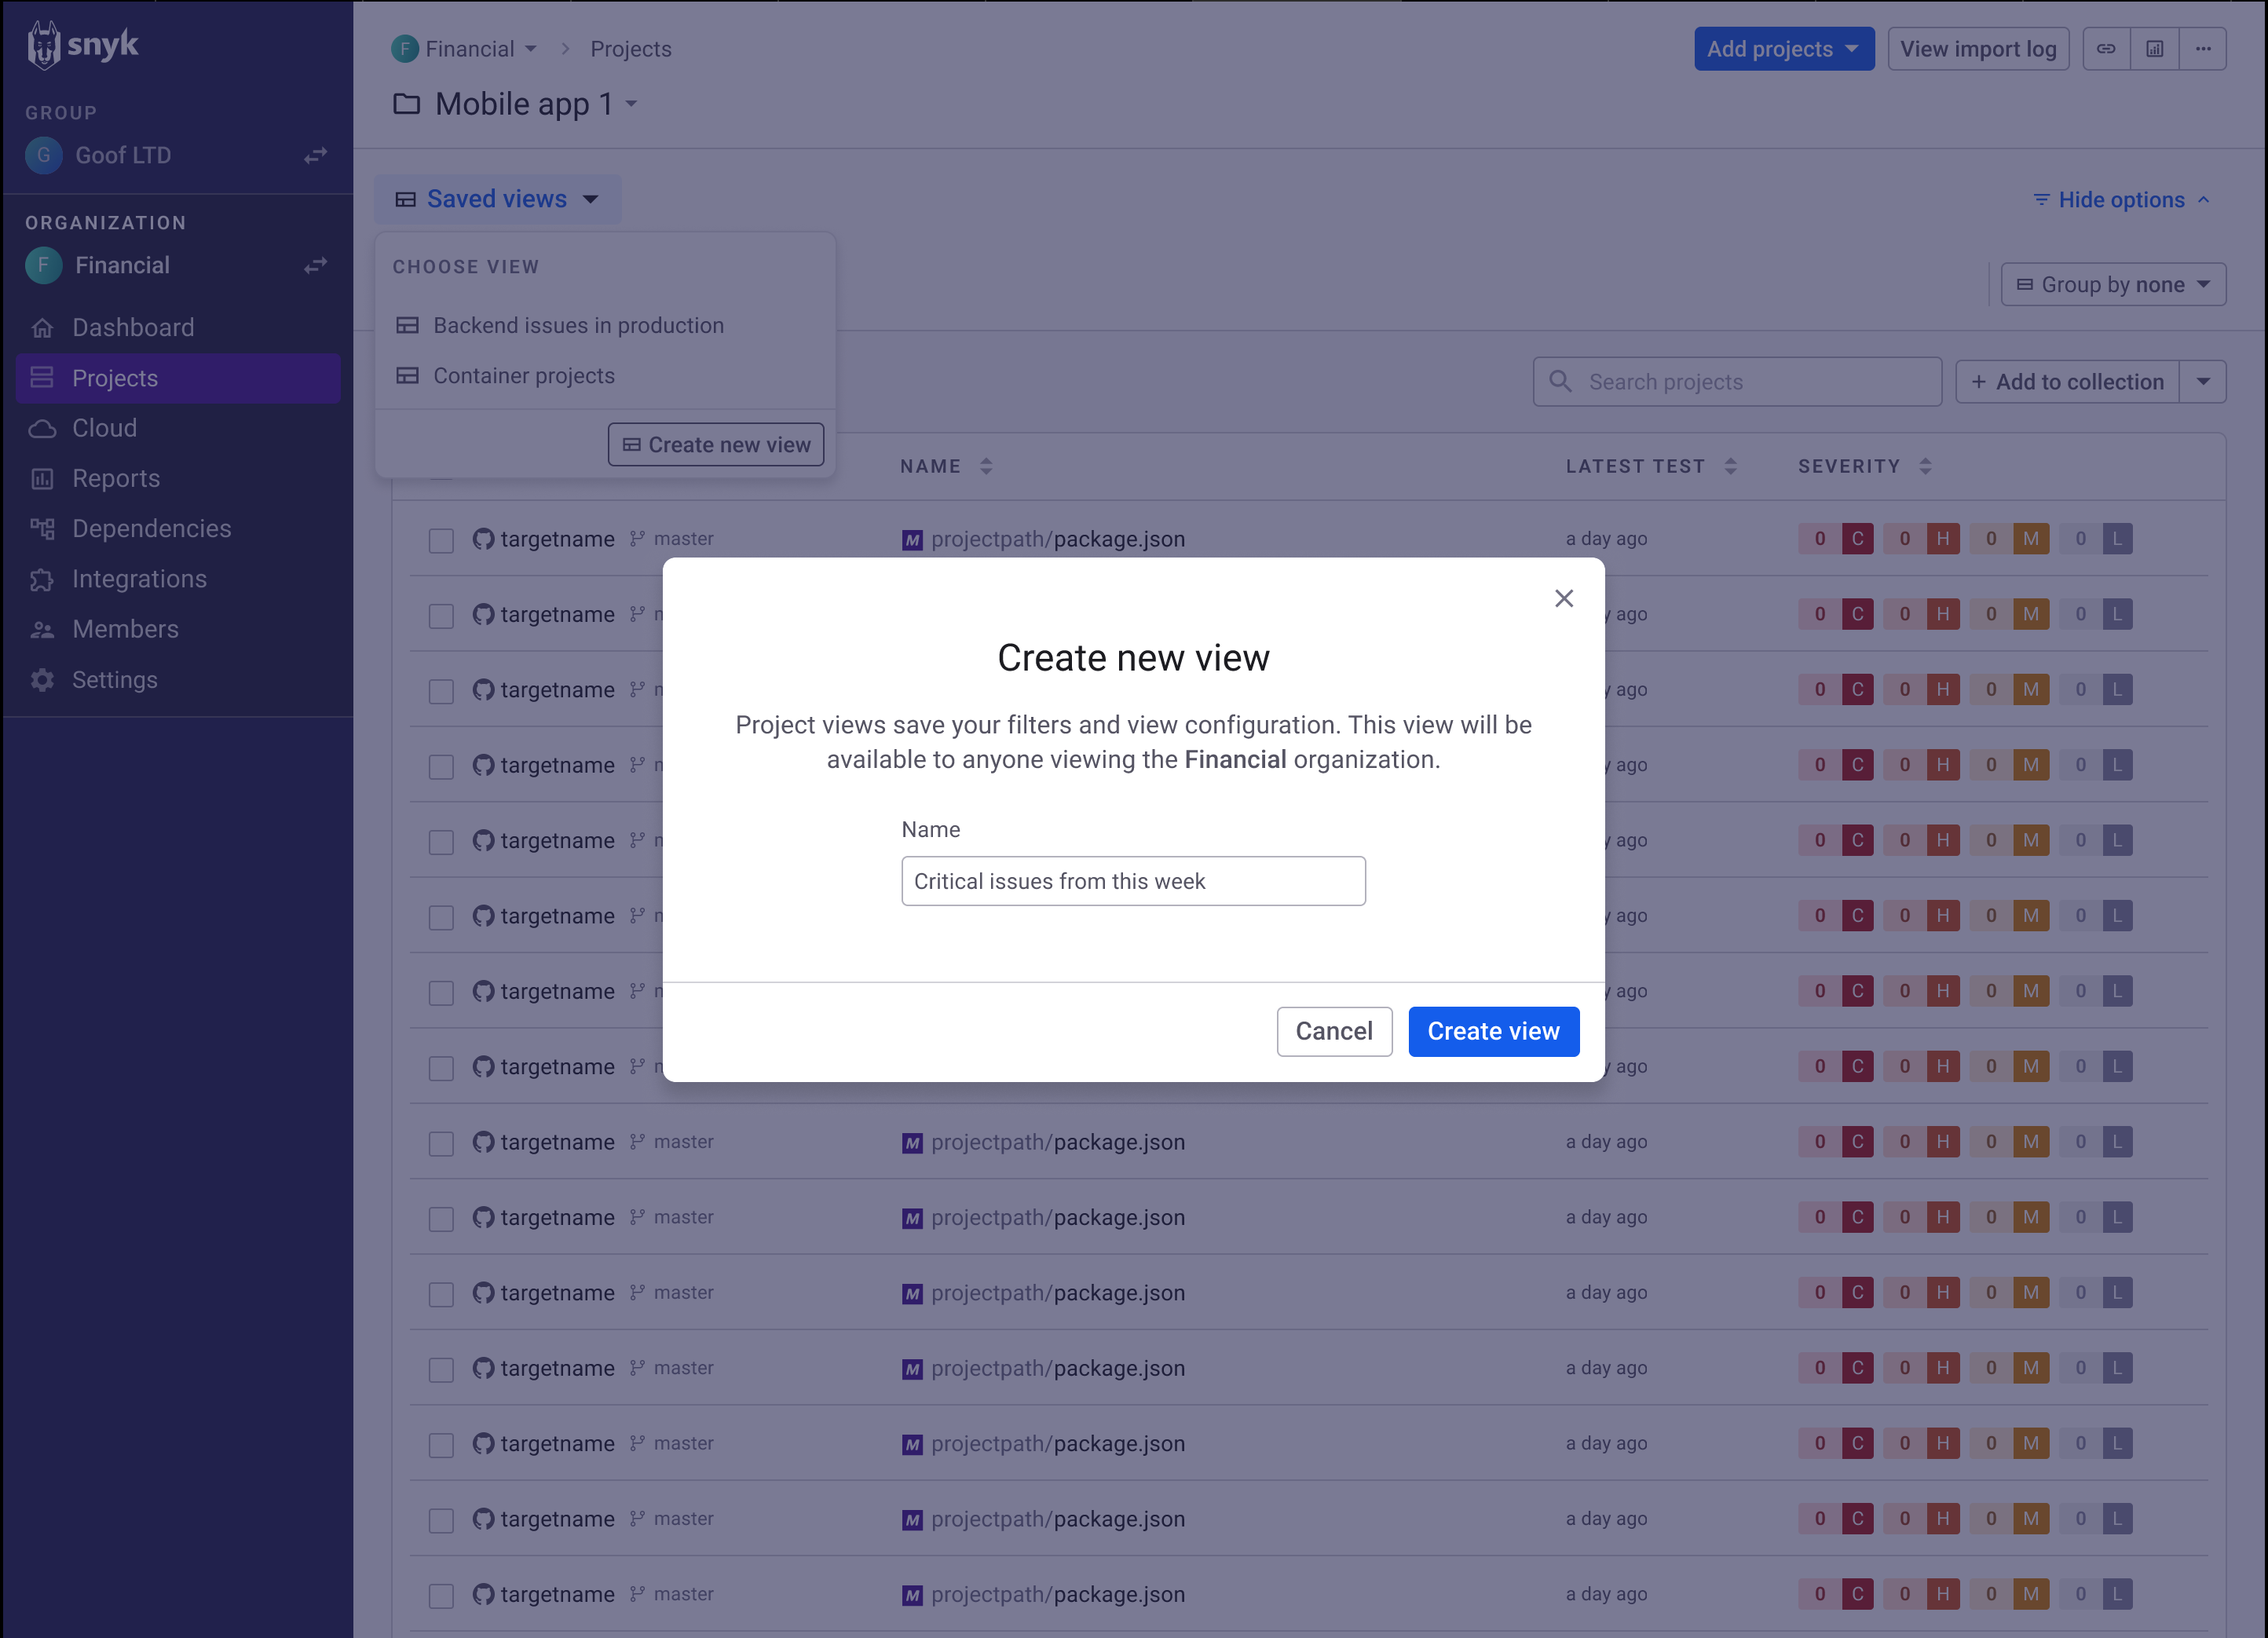 snyk
GROUP
G Goof LTD
ORGANIZATION
F Financial
Dashboard
Projects
Cloud
Reports
Dependencies
Integrations
Members
Settings
F Financial > Projects
Add projects
View import log
Mobile app 1
Saved views
Hide options
CHOOSE VIEW
Backend issues in production
Container projects
Create new view
Group by none
Search projects
+ Add to collection
NAME LATEST TEST SEVERITY
targetname master M projectpath/package.json a day ago 0 C 0 H 0 M 0 L
targetname y ago 0 C 0 H 0 M 0 L
targetname y ago 0 C 0 H 0 M 0 L
targetname y ago 0 C 0 H 0 M 0 L
targetname y ago 0 C 0 H 0 M 0 L
targetname y ago 0 C 0 H 0 M 0 L
targetname y ago 0 C 0 H 0 M 0 L
targetname y ago 0 C 0 H 0 M 0 L
targetname master M projectpath/package.json a day ago 0 C 0 H 0 M 0 L
targetname master M projectpath/package.json a day ago 0 C 0 H 0 M 0 L
targetname master M projectpath/package.json a day ago 0 C 0 H 0 M 0 L
targetname master M projectpath/package.json a day ago 0 C 0 H 0 M 0 L
targetname master M projectpath/package.json a day ago 0 C 0 H 0 M 0 L
targetname master M projectpath/package.json a day ago 0 C 0 H 0 M 0 L
targetname master M projectpath/package.json a day ago 0 C 0 H 0 M 0 L
Create new view
Project views save your filters and view configuration. This view will be
available to anyone viewing the Financial organization.
Name
Critical issues from this week
Cancel
Create view